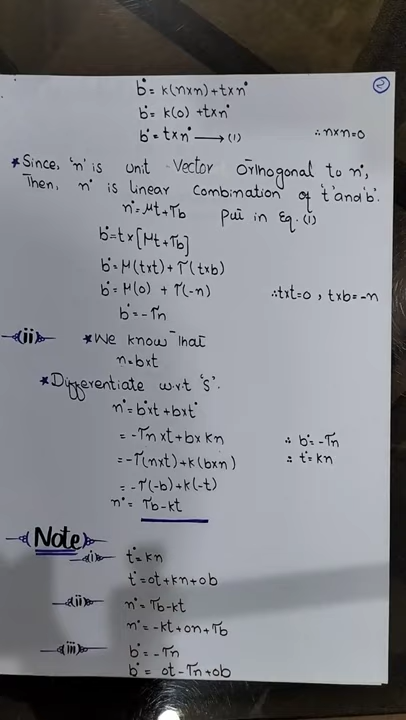 2
b° = k(n×n) + t×n°
b° = k(0) + t×n°
b° = t×n° ⟶ (1) ∴ n×n=0
* Since, 'n' is unit Vector Orthogonal to n°,
Then, n° is linear combination of 't' and 'b'.
n° = μt + τb put in Eq. (1)
b° = t×[μt + τb]
b° = μ(t×t) + τ(t×b)
b° = μ(0) + τ(-n) ∴ t×t=0 , t×b=-n
b° = -τn
(ii) * We know That
n = b×t
* Differentiate w.r.t 's'.
n° = b°×t + b×t°
= -τn×t + b×kn ∴ b° = -τn
= -τ(n×t) + k(b×n) ∴ t° = kn
= -τ(-b) + k(-t)
n° = τb - kt
Note
(i) t° = kn
t° = ot + kn + ob
(ii) n° = τb - kt
n° = -kt + on + τb
(iii) b° = -τn
b° = ot - τn + ob